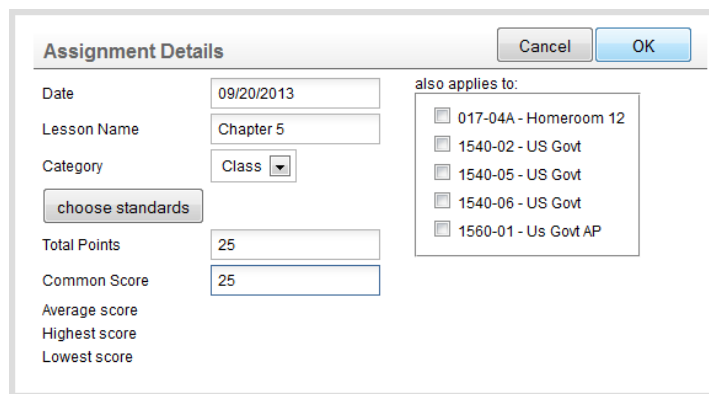 Assignment Details
Cancel
OK
Date
09/20/2013
Lesson Name
Chapter 5
Category
Class
choose standards
Total Points
25
Common Score
25
Average score
Highest score
Lowest score
also applies to:
017-04A - Homeroom 12
1540-02 - US Govt
1540-05 - US Govt
1540-06 - US Govt
1560-01 - Us Govt AP